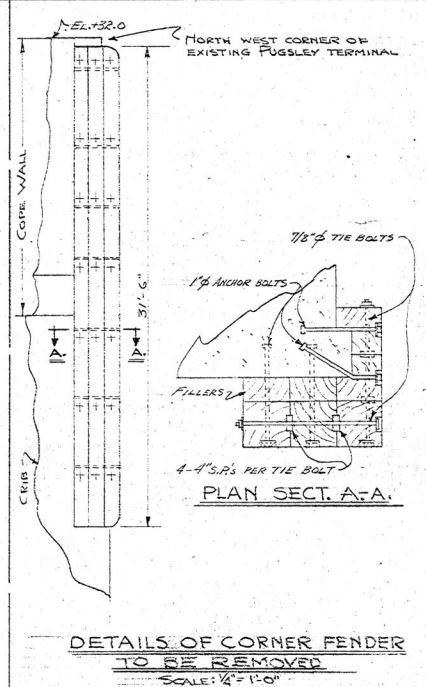 EL.+32.0
NORTH WEST CORNER OF
EXISTING PUGSLEY TERMINAL
COPE WALL
31'-6"
7/8"φ TIE BOLTS
1"φ ANCHOR BOLTS
A.
A.
FILLERS
4-4" S.P.'s PER TIE BOLT
CRIB
PLAN SECT. A-A.
DETAILS OF CORNER FENDER
TO BE REMOVED
SCALE: 1/4" = 1'-0"